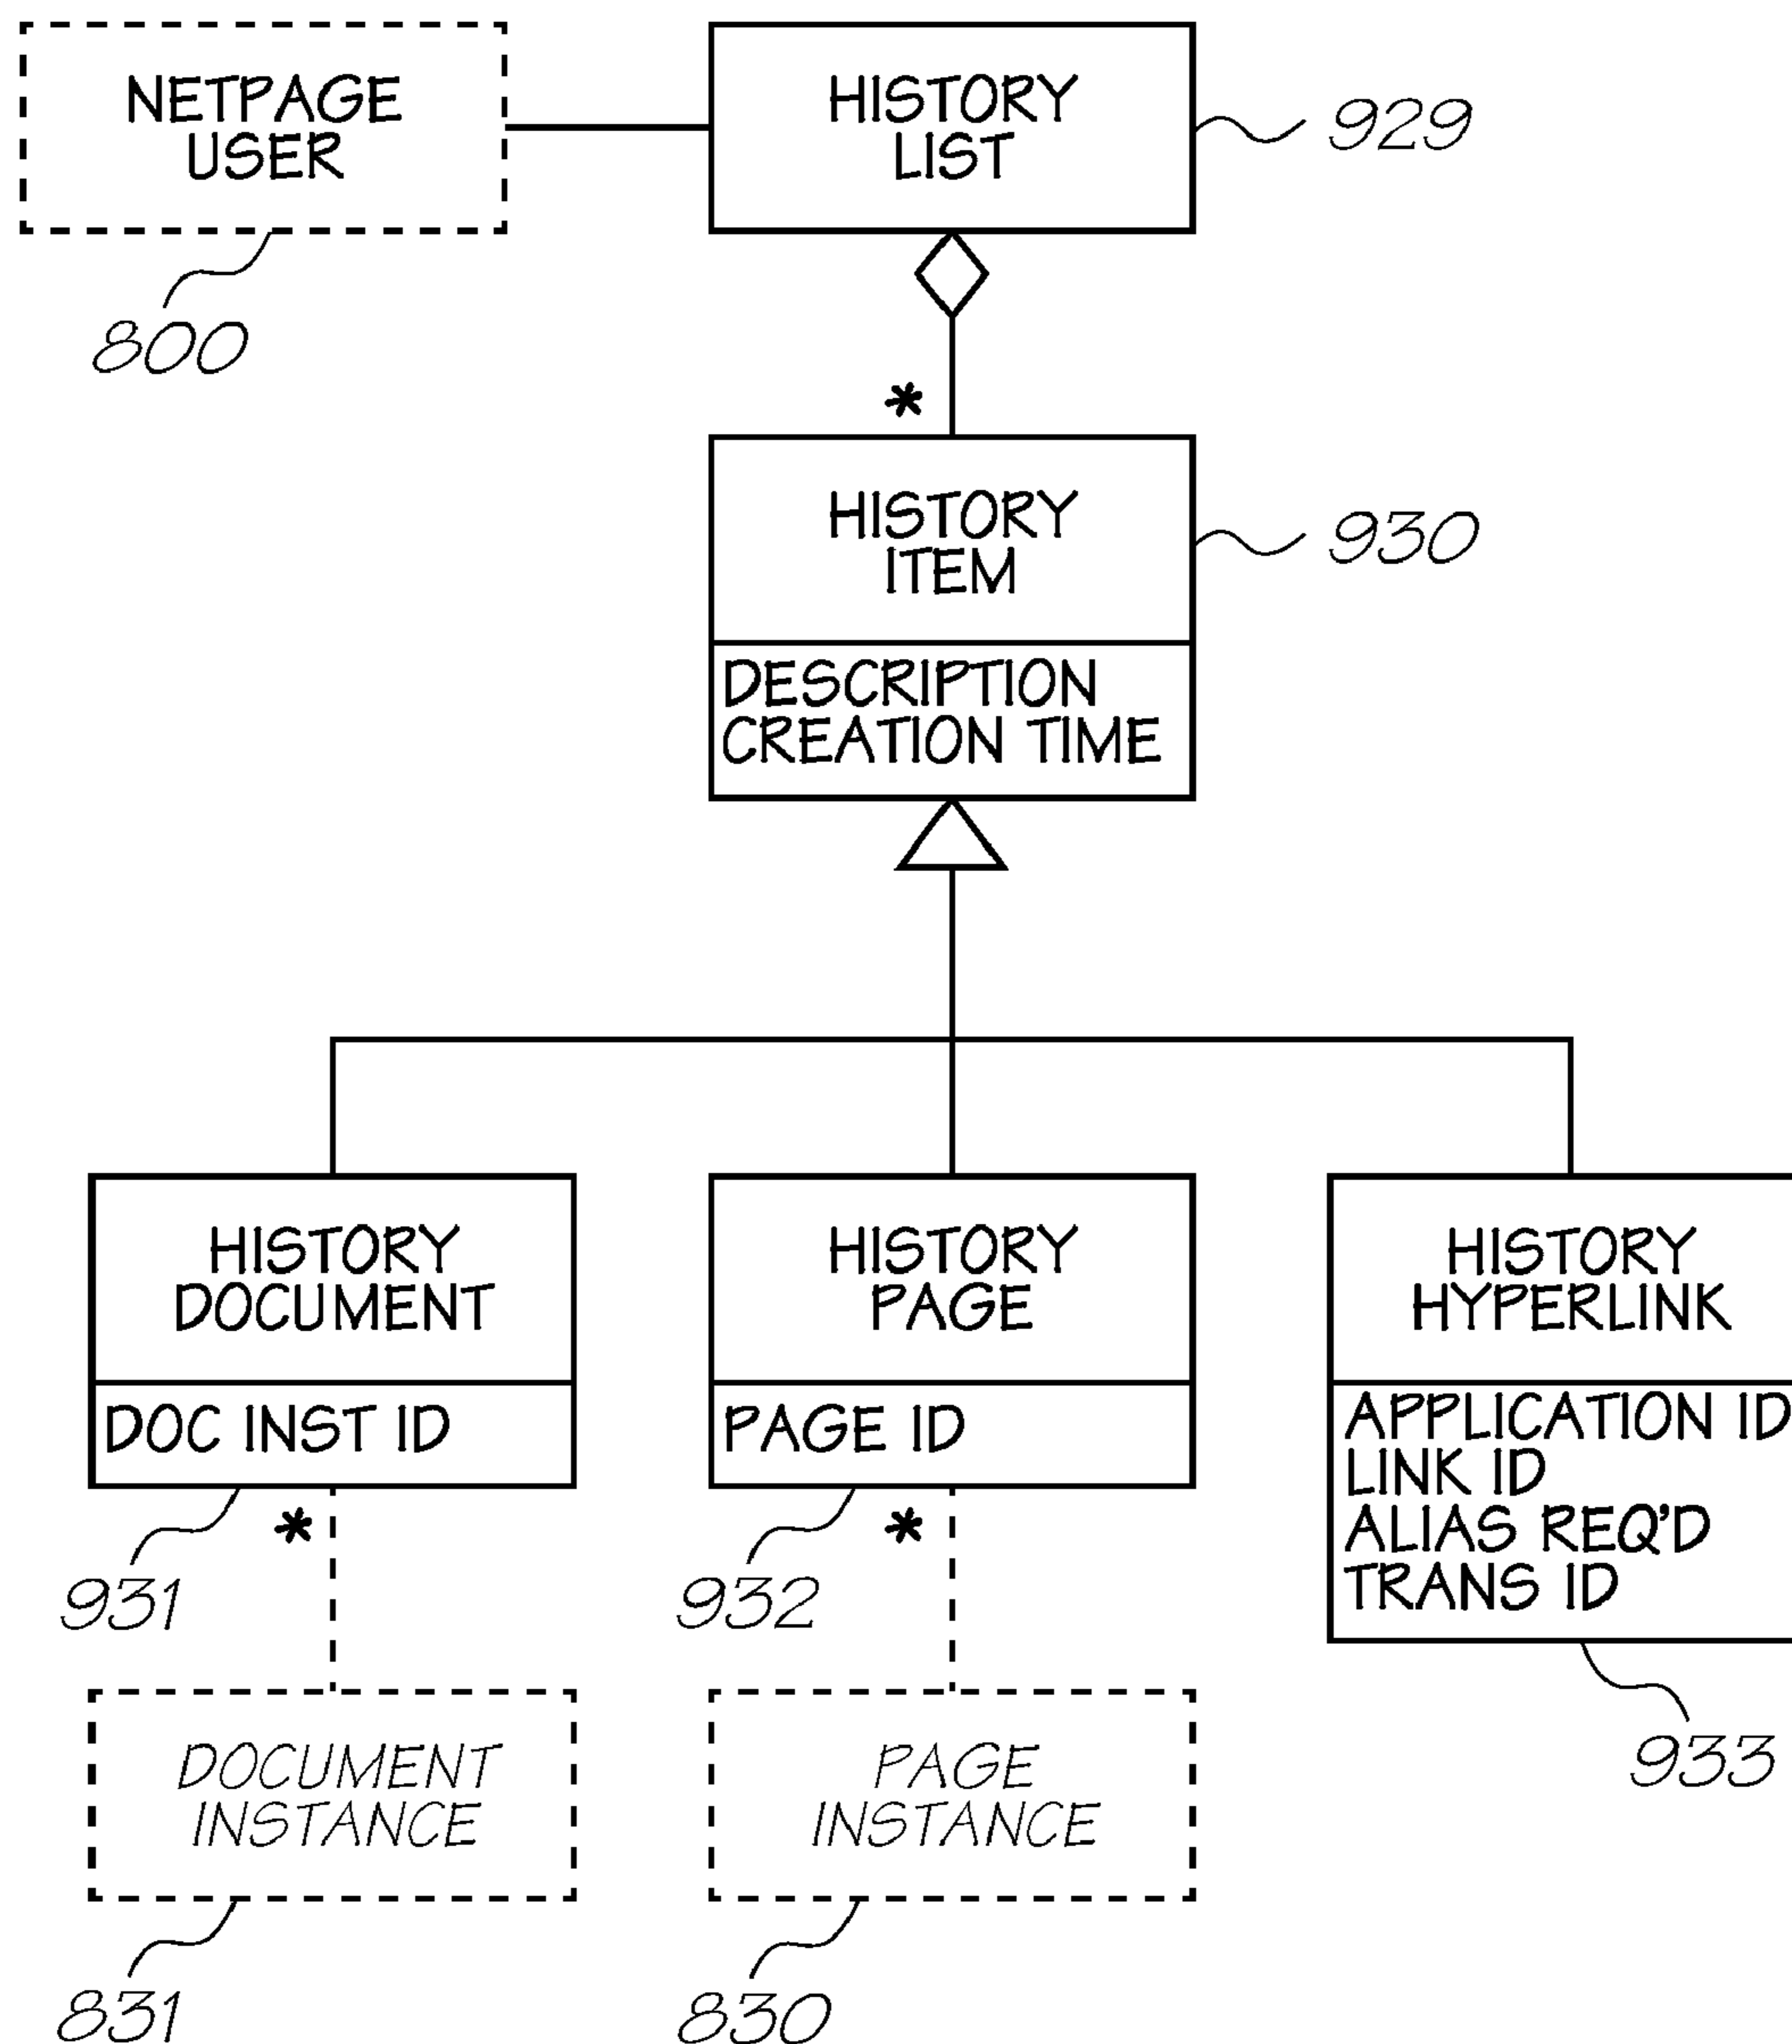 NETPAGE
USER
HISTORY
LIST
929
800
*
HISTORY
ITEM
930
DESCRIPTION
CREATION TIME
HISTORY
DOCUMENT
DOC INST ID
HISTORY
PAGE
PAGE ID
HISTORY
HYPERLINK
APPLICATION ID
LINK ID
ALIAS REQ'D
TRANS ID
*
*
931
932
933
DOCUMENT
INSTANCE
PAGE
INSTANCE
831
830